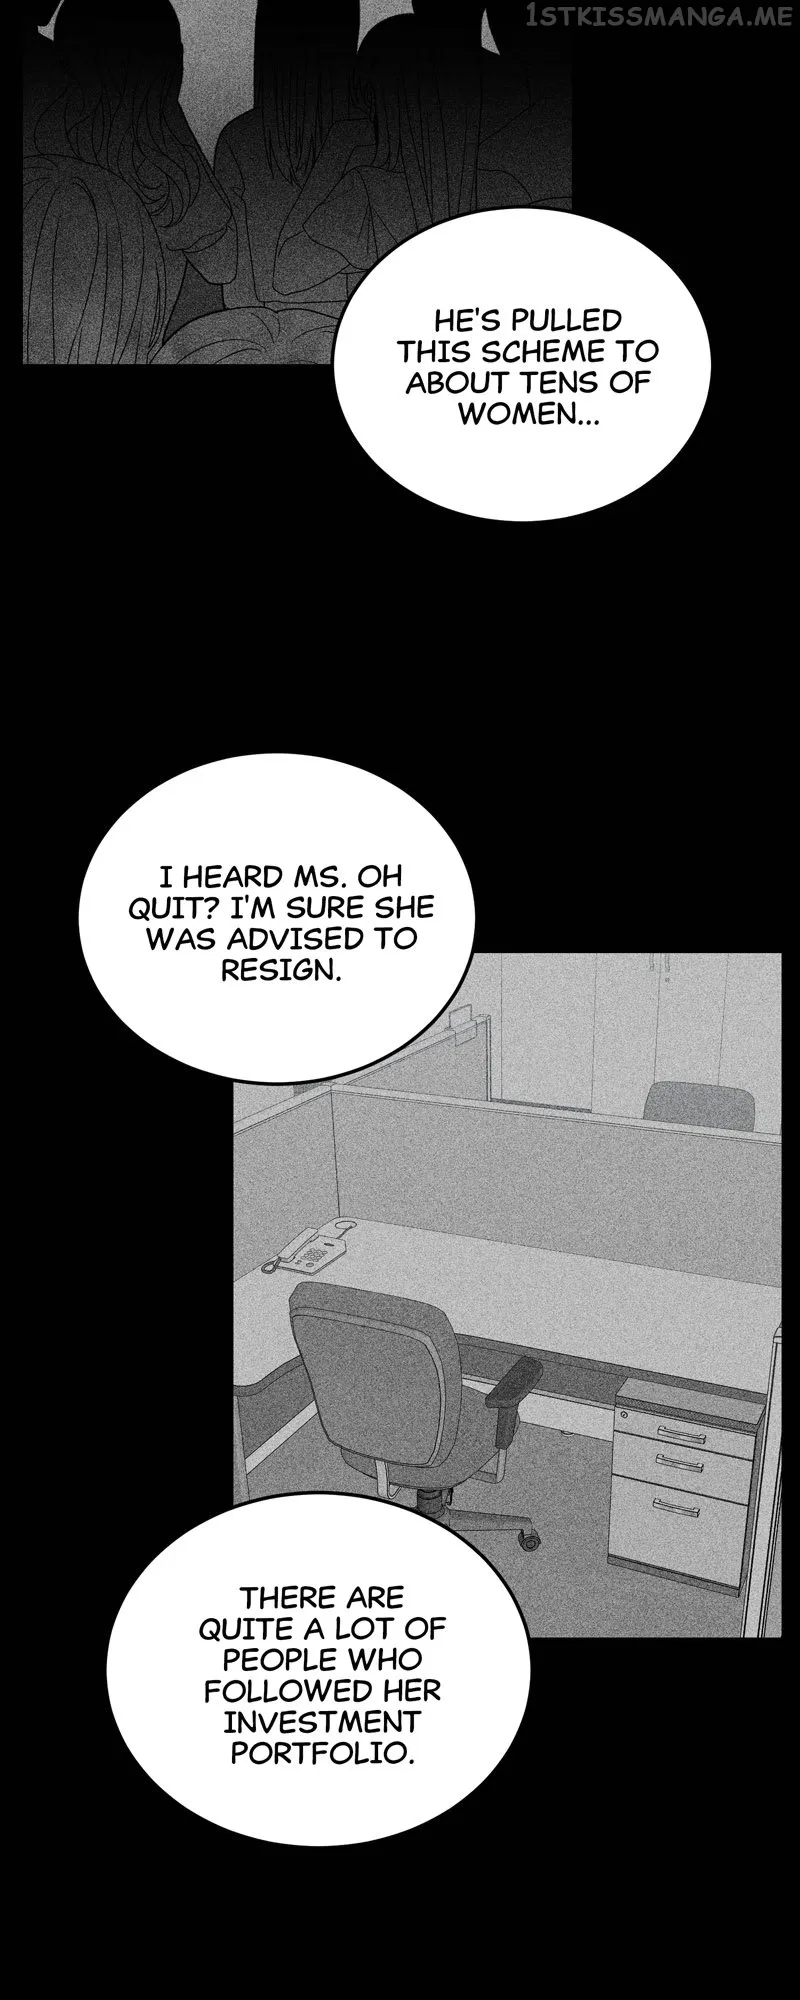 1STKISSMANGA.ME
HE'S PULLED
THIS SCHEME TO
ABOUT TENS OF
WOMEN...
I HEARD MS. OH
QUIT? I'M SURE SHE
WAS ADVISED TO
RESIGN.
THERE ARE
QUITE A LOT OF
PEOPLE WHO
FOLLOWED HER
INVESTMENT
PORTFOLIO.